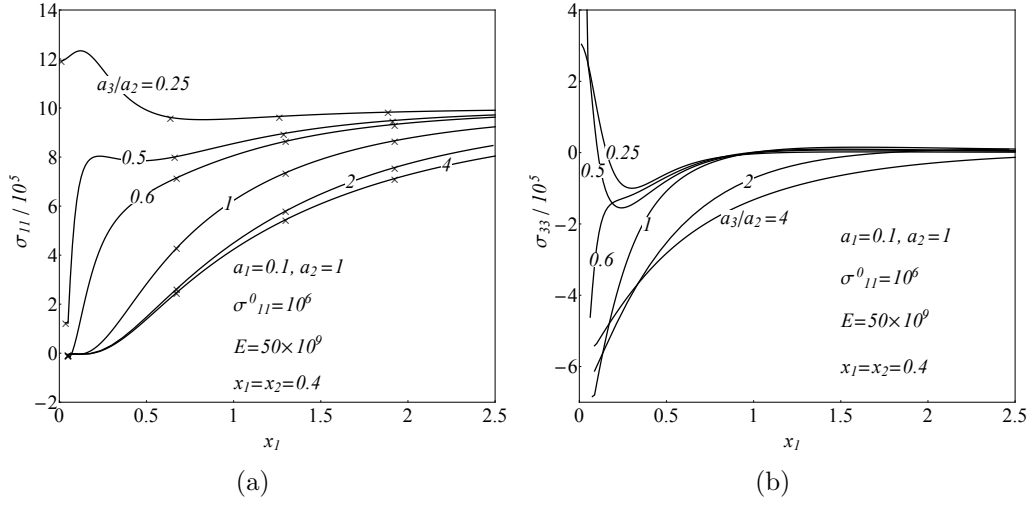 14
12
10
8
6
4
2
0
−2
σ11 / 10^5
a3/a2=0.25
0.5
0.6
1
2
4
a1=0.1, a2=1
σ^0 11=10^6
E=50×10^9
x1=x2=0.4
0 0.5 1 1.5 2 2.5
x1
(a)
4
2
0
−2
−4
−6
σ33 / 10^5
0.25
0.5
0.6
1
2
a3/a2=4
a1=0.1, a2=1
σ^0 11=10^6
E=50×10^9
x1=x2=0.4
0 0.5 1 1.5 2 2.5
x1
(b)